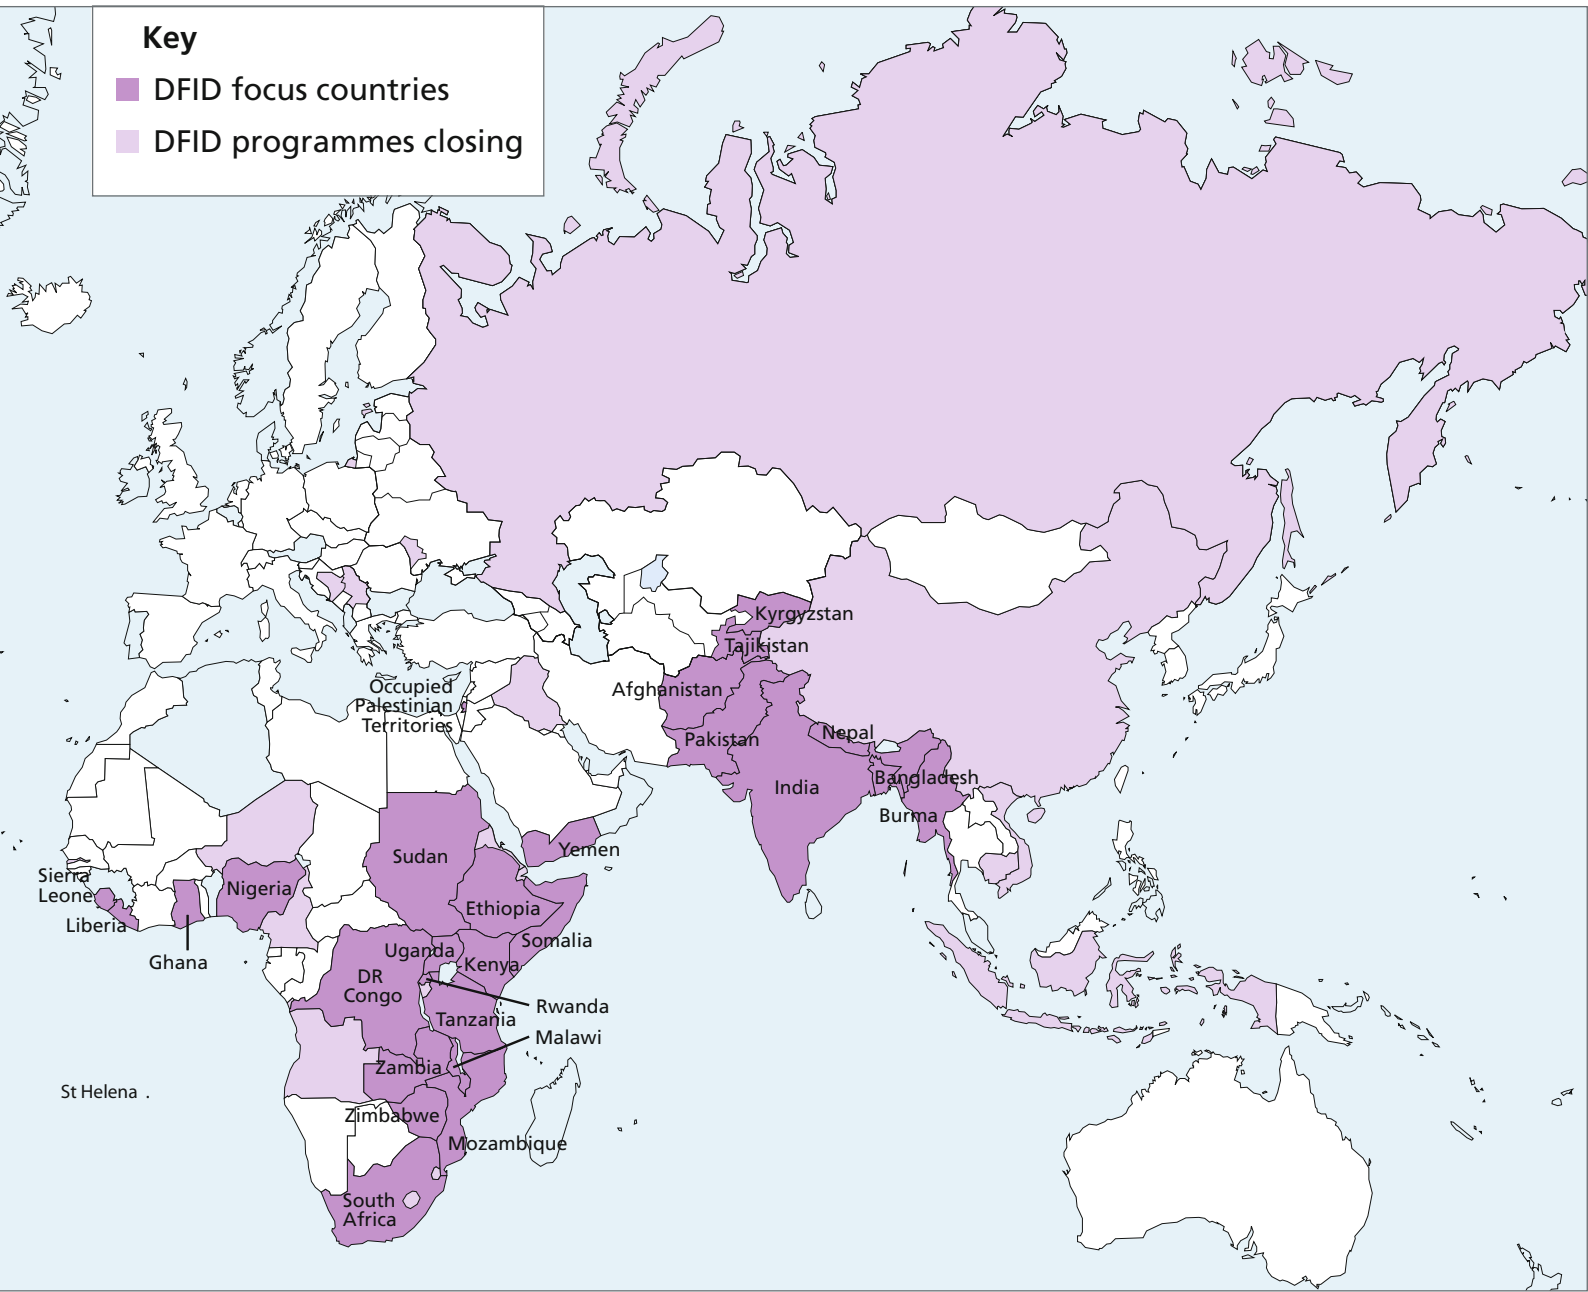 Key
DFID focus countries
DFID programmes closing
Kyrgyzstan
Tajikistan
Afghanistan
Occupied
Palestinian
Territories
Pakistan
Nepal
Bangladesh
India
Burma
Yemen
Sudan
Sierra
Leone
Nigeria
Liberia
Ghana
Ethiopia
Somalia
Uganda
Kenya
DR
Congo
Rwanda
Tanzania
Malawi
Zambia
St Helena
Zimbabwe
Mozambique
South
Africa